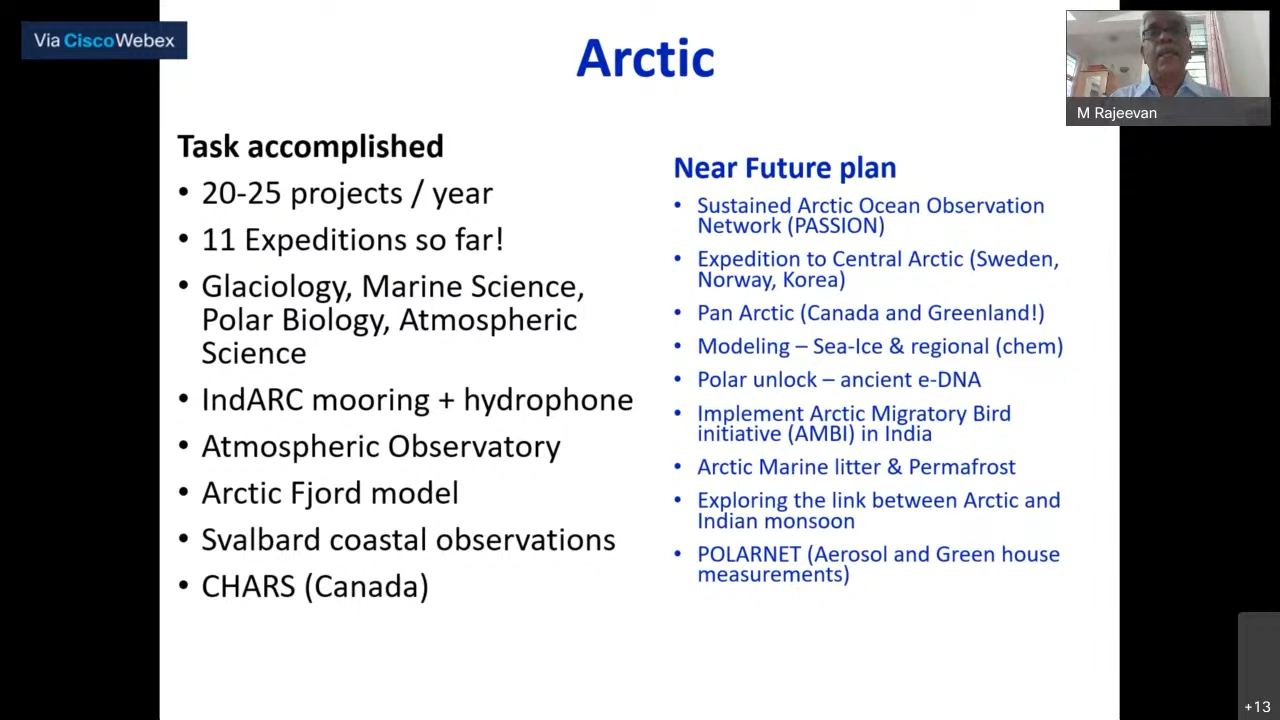 Via CiscoWebex
Arctic
M Rajeevan
Task accomplished
• 20-25 projects / year
• 11 Expeditions so far!
• Glaciology, Marine Science,
Polar Biology, Atmospheric
Science
• IndARC mooring + hydrophone
• Atmospheric Observatory
• Arctic Fjord model
• Svalbard coastal observations
• CHARS (Canada)
Near Future plan
• Sustained Arctic Ocean Observation
Network (PASSION)
• Expedition to Central Arctic (Sweden,
Norway, Korea)
• Pan Arctic (Canada and Greenland!)
• Modeling – Sea-Ice & regional (chem)
• Polar unlock – ancient e-DNA
• Implement Arctic Migratory Bird
initiative (AMBI) in India
• Arctic Marine litter & Permafrost
• Exploring the link between Arctic and
Indian monsoon
• POLARNET (Aerosol and Green house
measurements)
+13